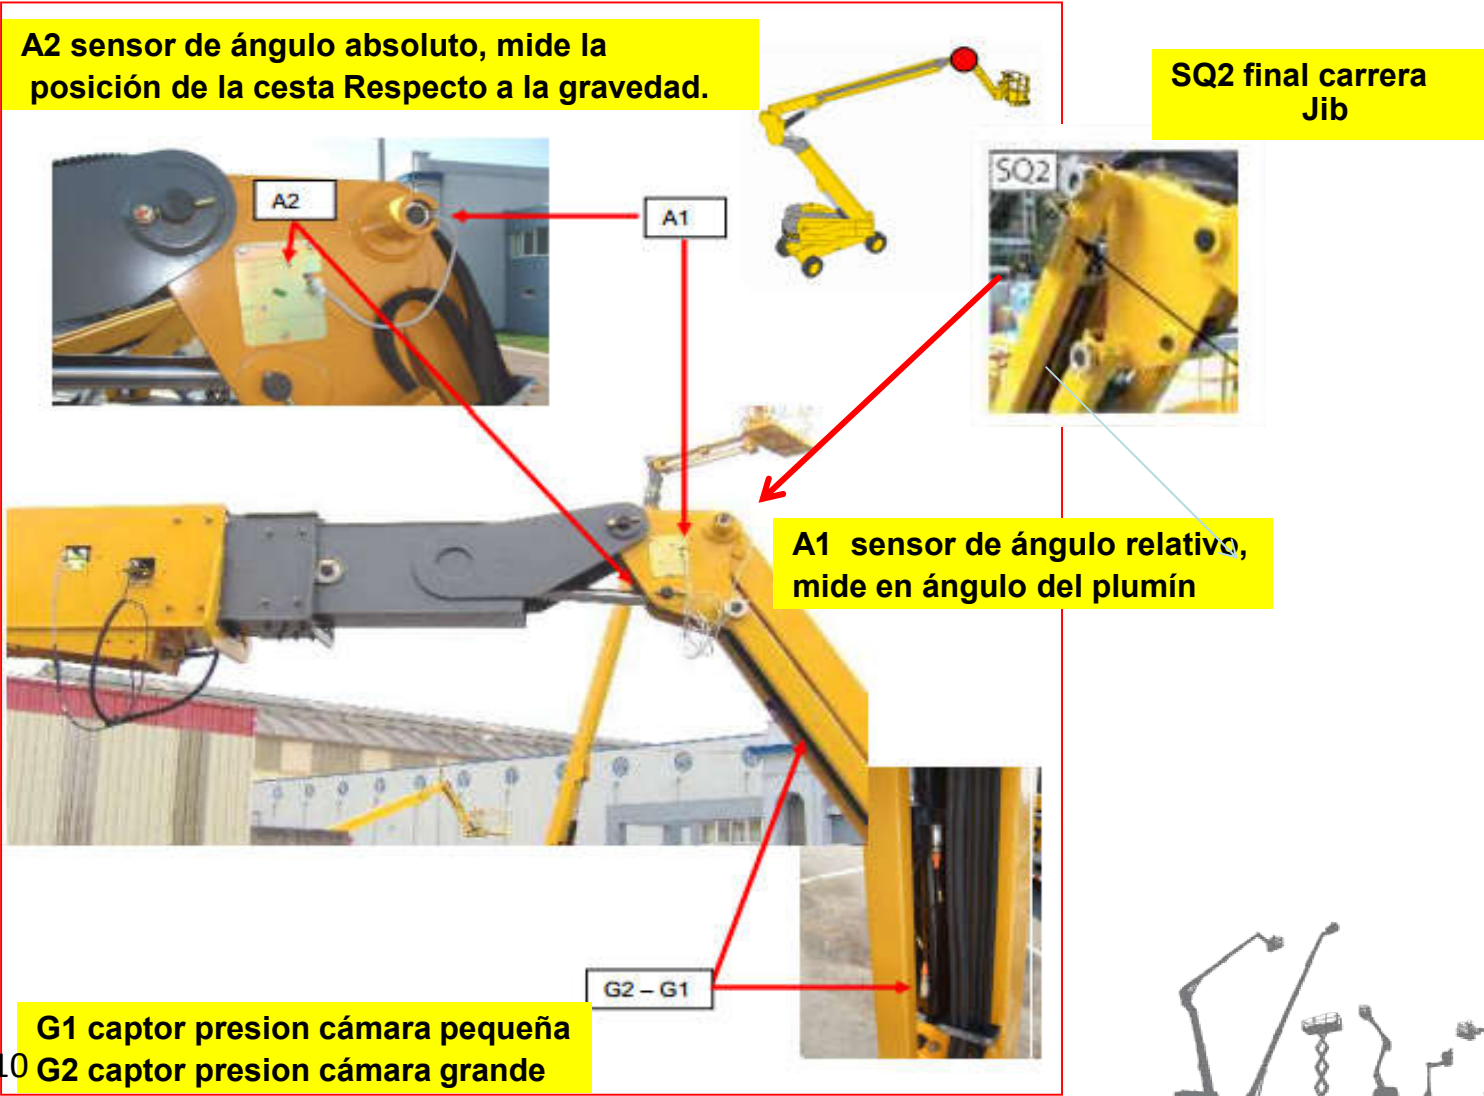 A2 sensor de ángulo absoluto, mide la
posición de la cesta Respecto a la gravedad.
SQ2 final carrera
Jib
SQ2
A2
A1
A1 sensor de ángulo relativo,
mide en ángulo del plumín
G2 – G1
G1 captor presion cámara pequeña
10
G2 captor presion cámara grande